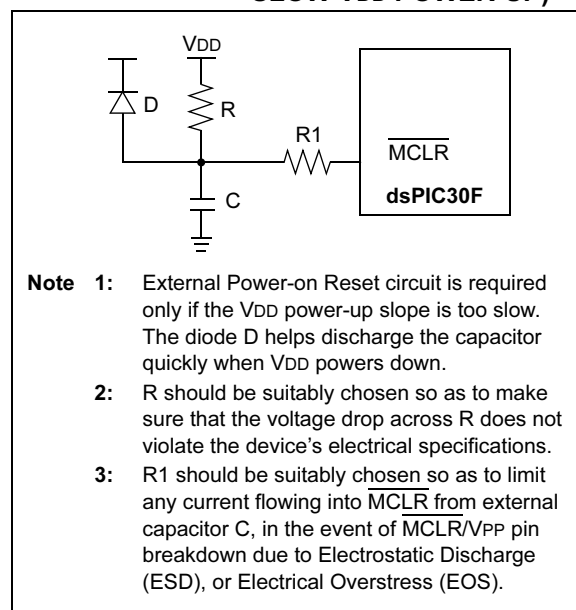 VDD
D
R
R1
MCLR
dsPIC30F
C
Note 1: External Power-on Reset circuit is required
only if the VDD power-up slope is too slow.
The diode D helps discharge the capacitor
quickly when VDD powers down.
2: R should be suitably chosen so as to make
sure that the voltage drop across R does not
violate the device's electrical specifications.
3: R1 should be suitably chosen so as to limit
any current flowing into MCLR from external
capacitor C, in the event of MCLR/VPP pin
breakdown due to Electrostatic Discharge
(ESD), or Electrical Overstress (EOS).